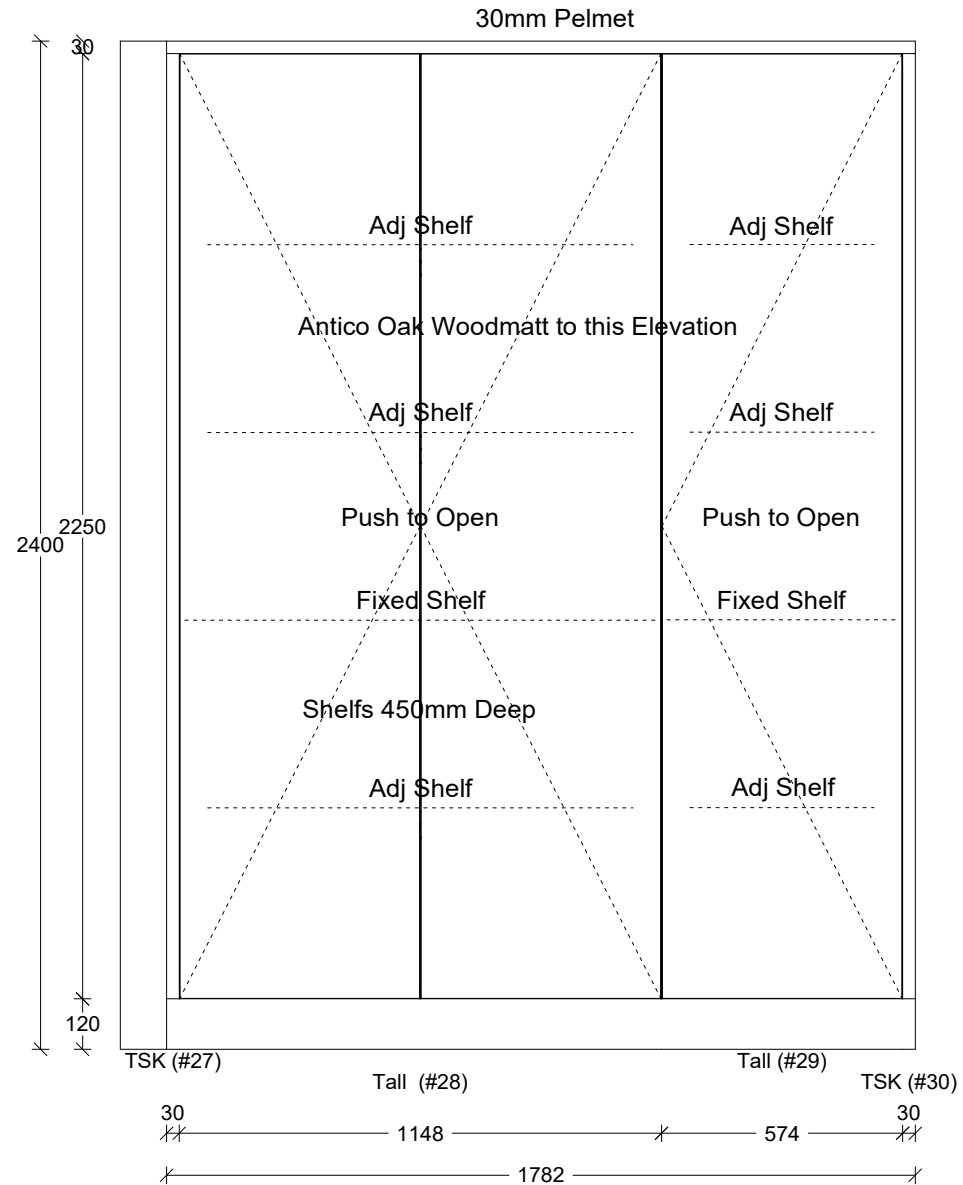 30mm Pelmet
30
Adj Shelf
Adj Shelf
Antico Oak Woodmatt to this Elevation
Adj Shelf
Adj Shelf
Push to Open
Push to Open
2250
2400
Fixed Shelf
Fixed Shelf
Shelfs 450mm Deep
Adj Shelf
Adj Shelf
120
TSK (#27)
Tall (#29)
Tall (#28)
TSK (#30)
30
30
1148
574
1782